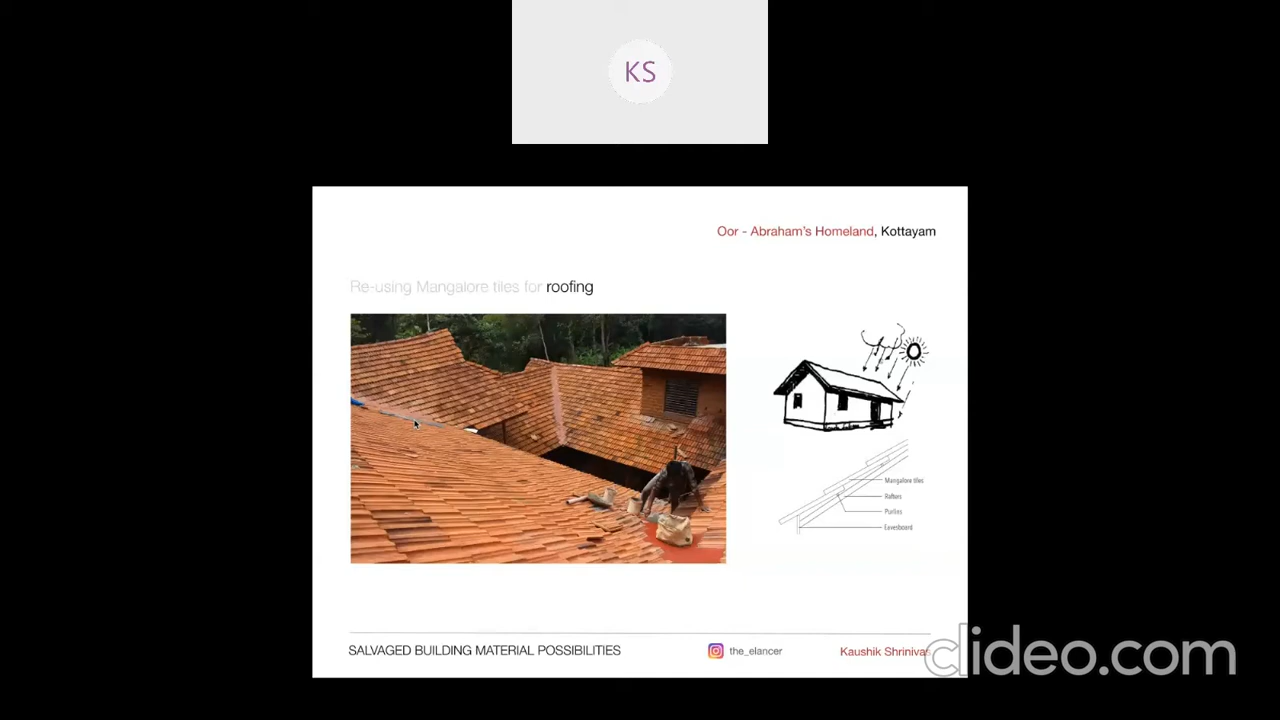 KS
Oor - Abraham's Homeland, Kottayam
Re-using Mangalore tiles for roofing
Mangalore tiles
Rafters
Purlins
Eavesboard
SALVAGED BUILDING MATERIAL POSSIBILITIES
the_elancer
Kaushik Shrinivas
clideo.com